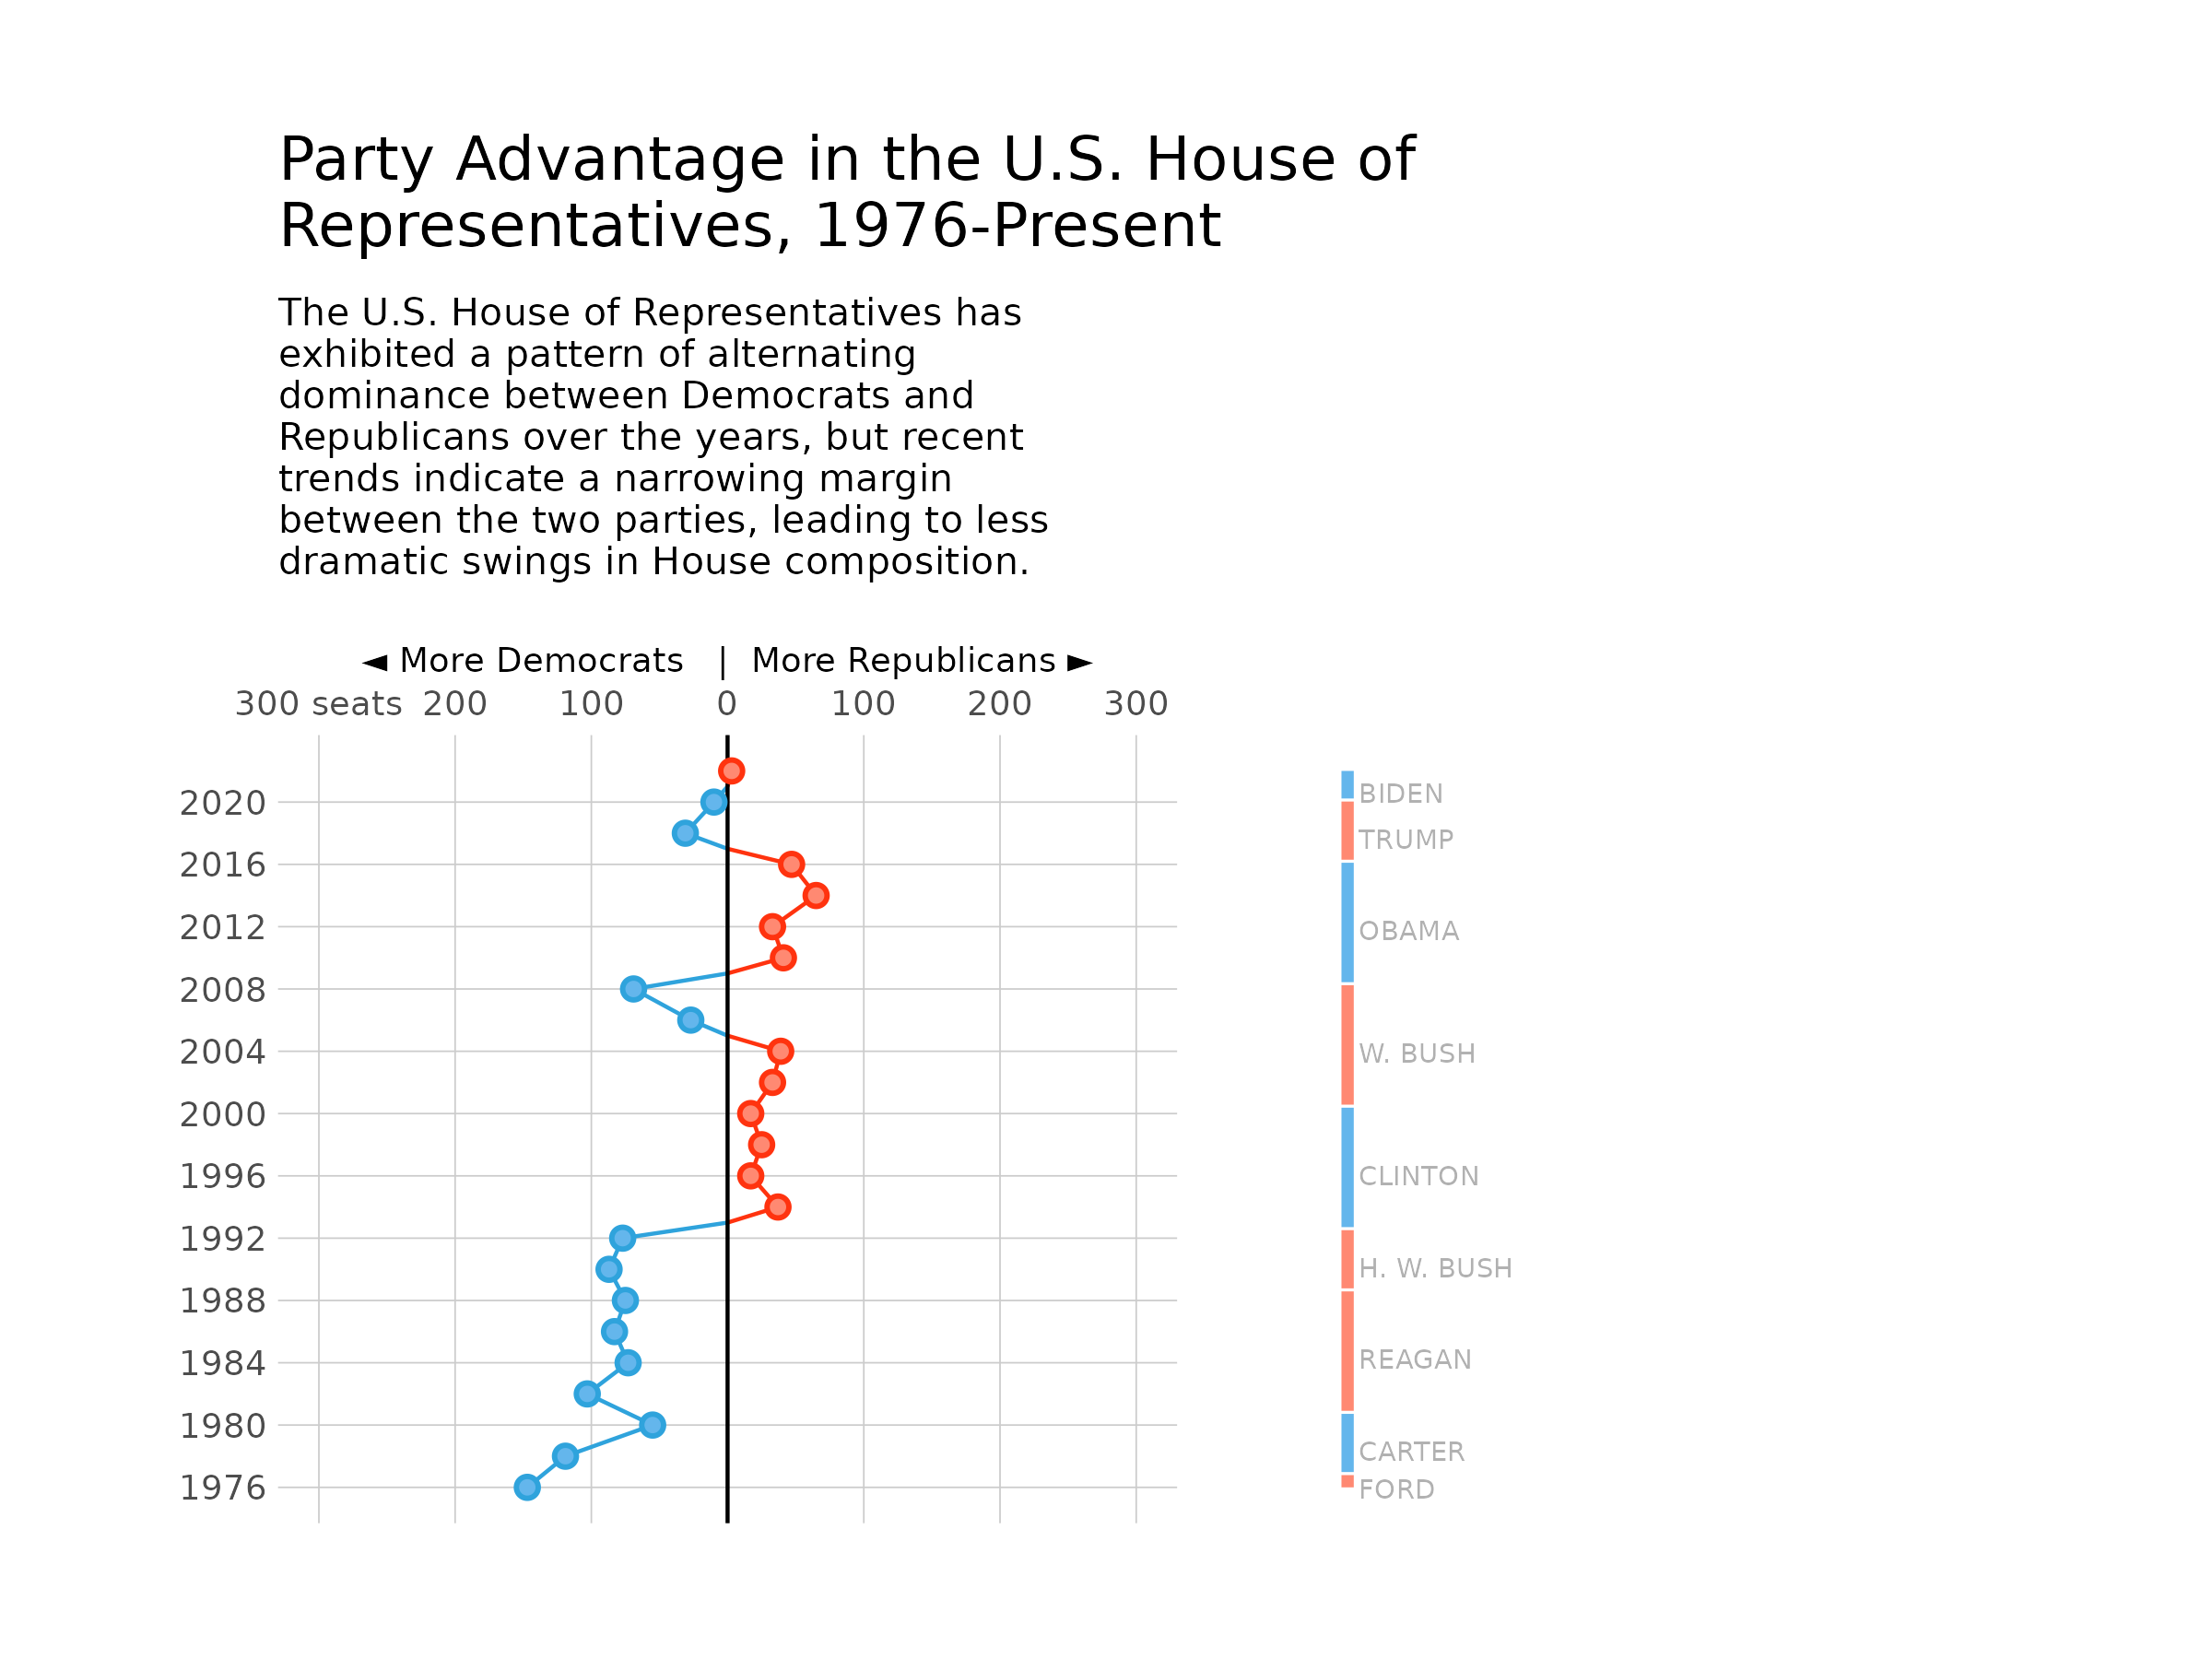 Party Advantage in the U.S. House of
Representatives, 1976-Present
The U.S. House of Representatives has
exhibited a pattern of alternating
dominance between Democrats and
Republicans over the years, but recent
trends indicate a narrowing margin
between the two parties, leading to less
dramatic swings in House composition.
◄ More Democrats | More Republicans ►
300 seats 200 100 0 100 200 300
2020
2016
2012
2008
2004
2000
1996
1992
1988
1984
1980
1976
BIDEN
TRUMP
OBAMA
W. BUSH
CLINTON
H. W. BUSH
REAGAN
CARTER
FORD